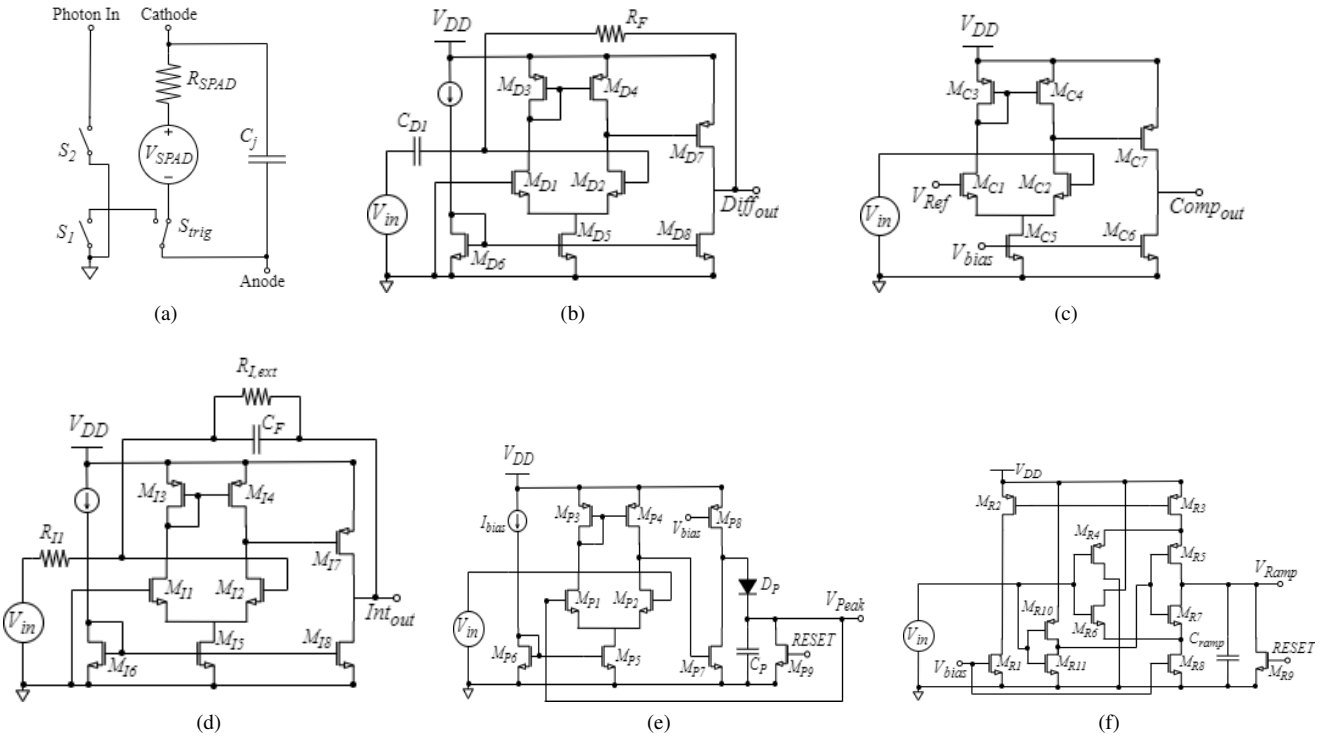 Photon In Cathode
R_SPAD
V_SPAD
+
−
C_j
S_2
S_1
S_trig
Anode
(a)
V_DD
R_F
M_D3
M_D4
C_D1
M_D7
M_D1
M_D2
V_in
Diff_out
M_D5
M_D8
M_D6
(b)
V_DD
M_C3
M_C4
M_C7
M_C1
M_C2
V_Ref
V_in
Comp_out
M_C5
M_C6
V_bias
(c)
R_I,ext
C_F
V_DD
M_I3
M_I4
R_I1
M_I7
M_I1
M_I2
V_in
Int_out
M_I5
M_I8
M_I6
(d)
V_DD
I_bias
M_P3
M_P4
V_bias
M_P8
D_P
M_P1
M_P2
V_Peak
V_in
RESET
M_P6
M_P5
M_P7
C_P
M_P9
(e)
V_DD
M_R2
M_R3
M_R4
M_R5
V_Ramp
M_R10
M_R6
M_R7
V_in
C_ramp
V_bias
M_R1
M_R11
M_R8
RESET
M_R9
(f)